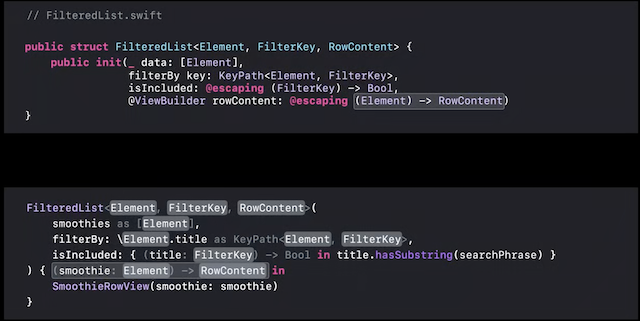 // FilteredList.swift
public struct FilteredList<Element, FilterKey, RowContent> {
public init(_ data: [Element],
filterBy key: KeyPath<Element, FilterKey>,
isIncluded: @escaping (FilterKey) -> Bool,
@ViewBuilder rowContent: @escaping (Element) -> RowContent)
}
FilteredList<Element, FilterKey, RowContent>(
smoothies as [Element],
filterBy: \Element.title as KeyPath<Element, FilterKey>,
isIncluded: { (title: FilterKey) -> Bool in title.hasSubstring(searchPhrase) }
) { (smoothie: Element) -> RowContent in
SmoothieRowView(smoothie: smoothie)
}